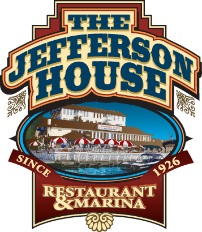 THE
JEFFERSON
HOUSE
SINCE 1926
RESTAURANT
& MARINA